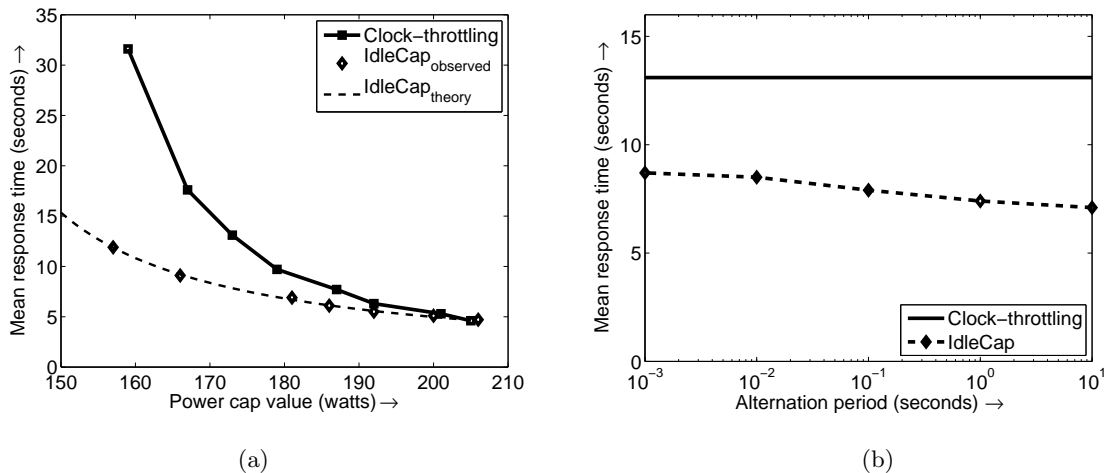 35
30
25
20
15
10
5
0
150 160 170 180 190 200 210
Mean response time (seconds) →
Power cap value (watts) →
Clock−throttling
IdleCap_observed
IdleCap_theory
(a)
15
10
5
0
10^−3 10^−2 10^−1 10^0 10^1
Mean response time (seconds) →
Alternation period (seconds) →
Clock−throttling
IdleCap
(b)